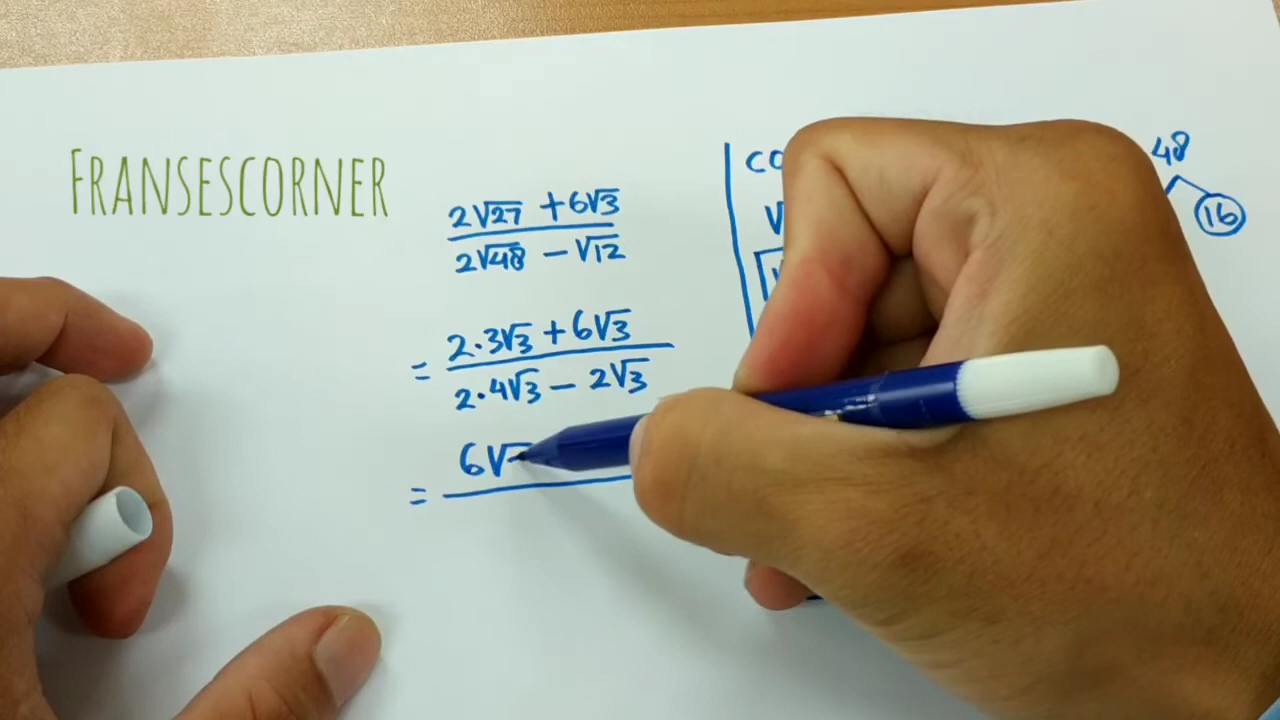 FRANSESCORNER
2√27 + 6√3
2√48 − √12
= 2·3√3 + 6√3
2·4√3 − 2√3
= 6√
48
16